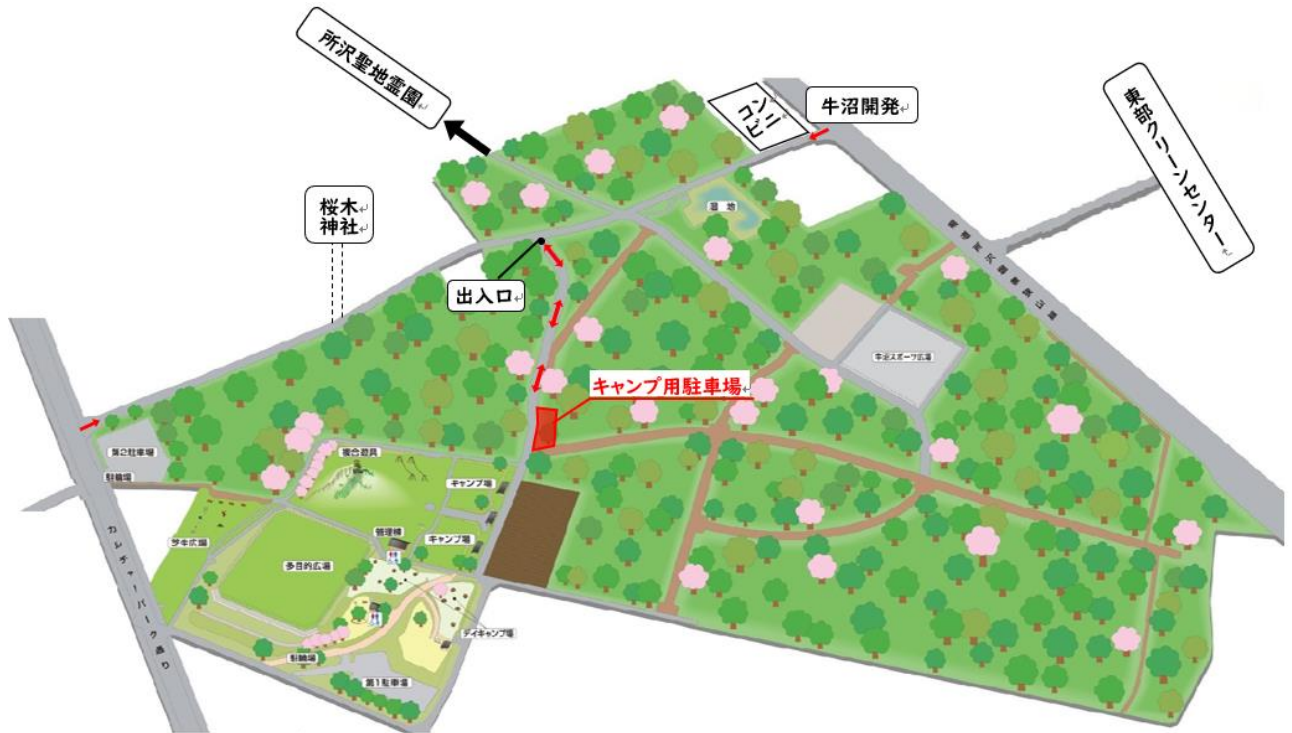 所沢聖地霊園
コン
ビニ
牛沼開発
東部クリーンセンター
桜木
神社
湿地
出入口
牛沼スポーツ広場
キャンプ用駐車場
第2駐車場
駐輪場
複合遊具
キャンプ場
芝生広場
管理棟
キャンプ場
多目的広場
カルチャーパーク通り
デイキャンプ場
駐輪場
第1駐車場